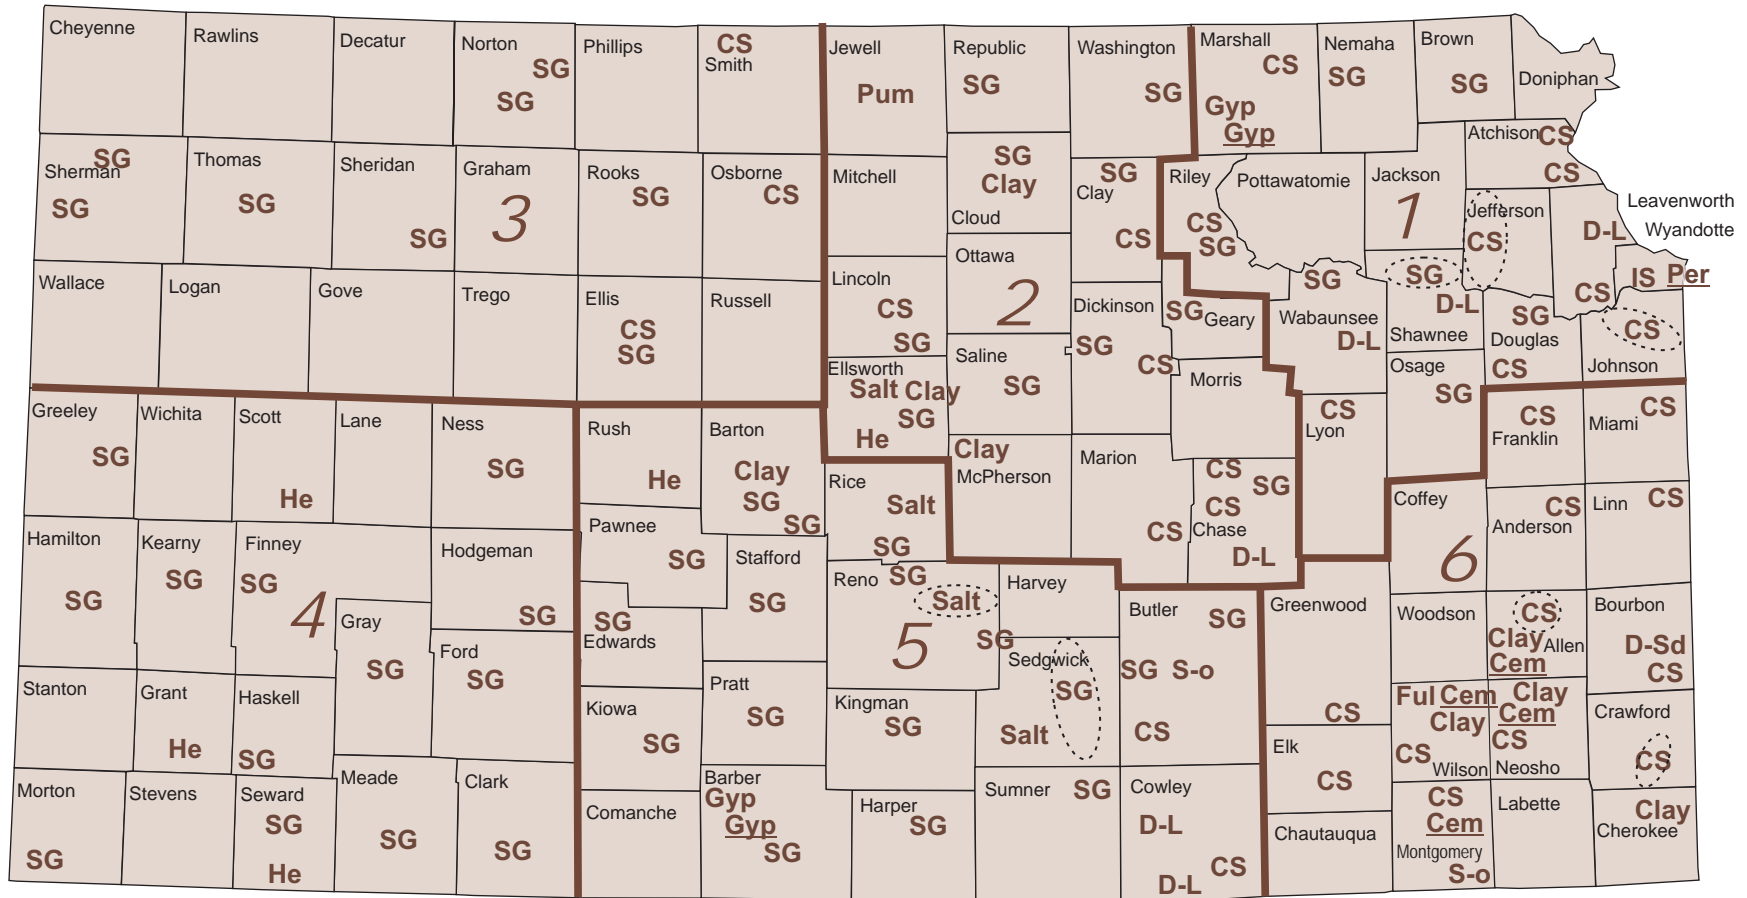 Cheyenne
Rawlins
Decatur
Norton
SG
SG
Phillips
CS
Smith
Jewell
Pum
Republic
SG
Washington
SG
Marshall
CS
Gyp
Gyp
Nemaha
SG
Brown
SG
Doniphan
Atchison CS
CS
SG
Sherman
SG
Thomas
SG
Sheridan
SG
Graham
3
Rooks
SG
Osborne
CS
Mitchell
SG
Clay
Cloud
SG
Clay
CS
Riley
CS
SG
Pottawatomie
Jackson
1
Jefferson
CS
Leavenworth
Wyandotte
D-L
CS
IS Per
Wallace
Logan
Gove
Trego
Ellis
CS
SG
Russell
Lincoln
CS
SG
Ottawa
2
Dickinson
SG
CS
SG
Geary
SG
Wabaunsee
D-L
SG
D-L
Shawnee
SG
Douglas
CS
CS
Johnson
Ellsworth
Salt Clay
SG
He
Saline
SG
Morris
Osage
SG
Greeley
SG
Wichita
Scott
He
Lane
Ness
SG
Rush
He
Barton
Clay
SG
SG
Rice
Salt
SG
Clay
McPherson
Marion
CS
CS
SG
CS
Chase
D-L
CS
Lyon
CS
Franklin
CS
Miami
Coffey
6
CS
Anderson
Linn
CS
Hamilton
SG
Kearny
SG
Finney
SG
4
Hodgeman
SG
Pawnee
SG
Stafford
SG
Reno SG
Salt
5
SG
Harvey
Butler
SG
SG S-o
CS
Greenwood
CS
Woodson
CS
Clay Allen
Cem
Bourbon
D-Sd
CS
Gray
SG
Ford
SG
SG
Edwards
Sedgwick
SG
Salt
Stanton
Grant
He
Haskell
SG
Kiowa
SG
Pratt
SG
Kingman
SG
Elk
CS
Ful Cem
Clay
CS
Wilson
Clay
Cem
CS
Neosho
Crawford
CS
Morton
SG
Stevens
Seward
SG
He
Meade
SG
Clark
SG
Comanche
Barber
Gyp
Gyp
SG
Harper
SG
Sumner SG
Cowley
D-L
CS
D-L
Chautauqua
CS
Cem
Montgomery
S-o
Labette
Clay
Cherokee